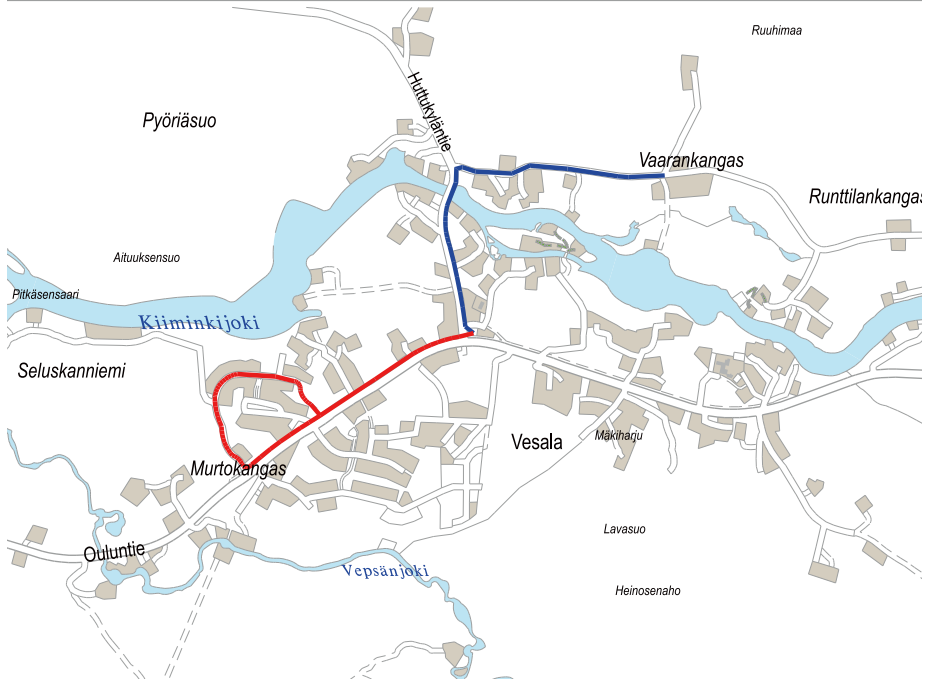 Ruuhimaa
Huttukyläntie
Pyöriäsuo
Vaarankangas
Runttilankangas
Aituuksensuo
Pitkäsensaari
Kiiminkijoki
Seluskanniemi
Mäkiharju
Vesala
Murtokangas
Lavasuo
Ouluntie
Vepsänjoki
Heinosenaho